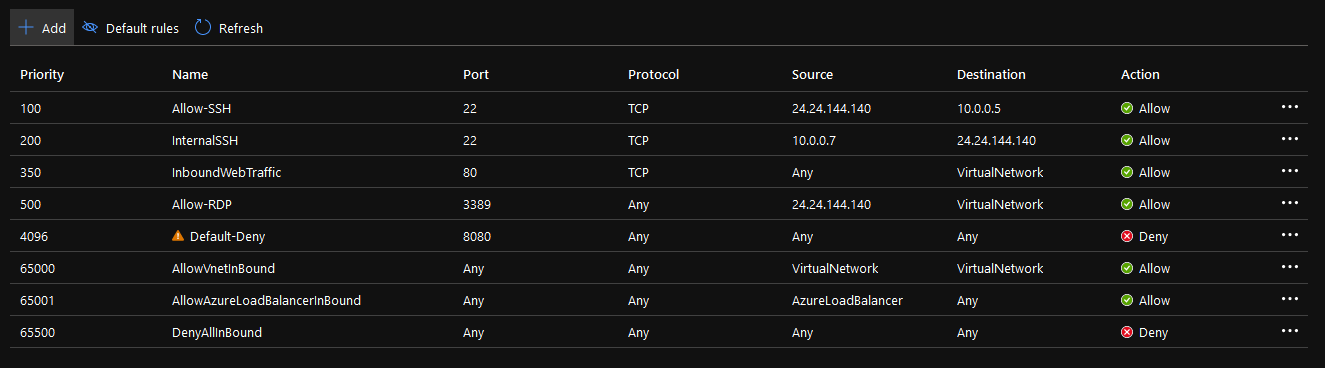 Add Default rules Refresh
Priority Name Port Protocol Source Destination Action
100 Allow-SSH 22 TCP 24.24.144.140 10.0.0.5 Allow
200 InternalSSH 22 TCP 10.0.0.7 24.24.144.140 Allow
350 InboundWebTraffic 80 TCP Any VirtualNetwork Allow
500 Allow-RDP 3389 Any 24.24.144.140 VirtualNetwork Allow
4096 Default-Deny 8080 Any Any Any Deny
65000 AllowVnetInBound Any Any VirtualNetwork VirtualNetwork Allow
65001 AllowAzureLoadBalancerInBound Any Any AzureLoadBalancer Any Allow
65500 DenyAllInBound Any Any Any Any Deny